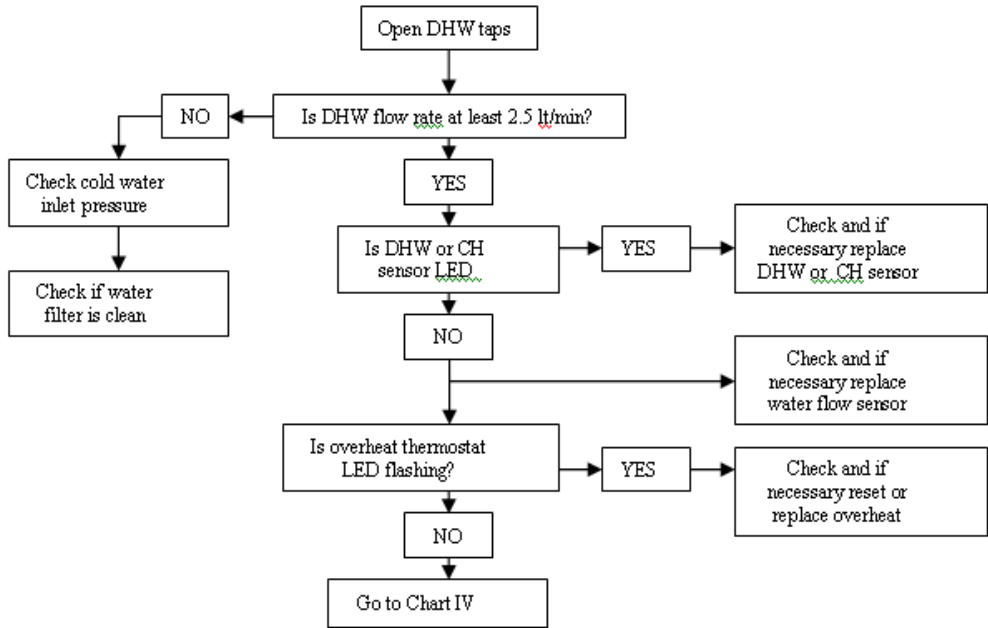 Open DHW taps
NO
Is DHW flow rate at least 2.5 lt/min?
Check cold water
inlet pressure
YES
Is DHW or CH
sensor LED
YES
Check and if
necessary replace
DHW or CH sensor
Check if water
filter is clean
NO
Check and if
necessary replace
water flow sensor
Is overheat thermostat
LED flashing?
YES
Check and if
necessary reset or
replace overheat
NO
Go to Chart IV